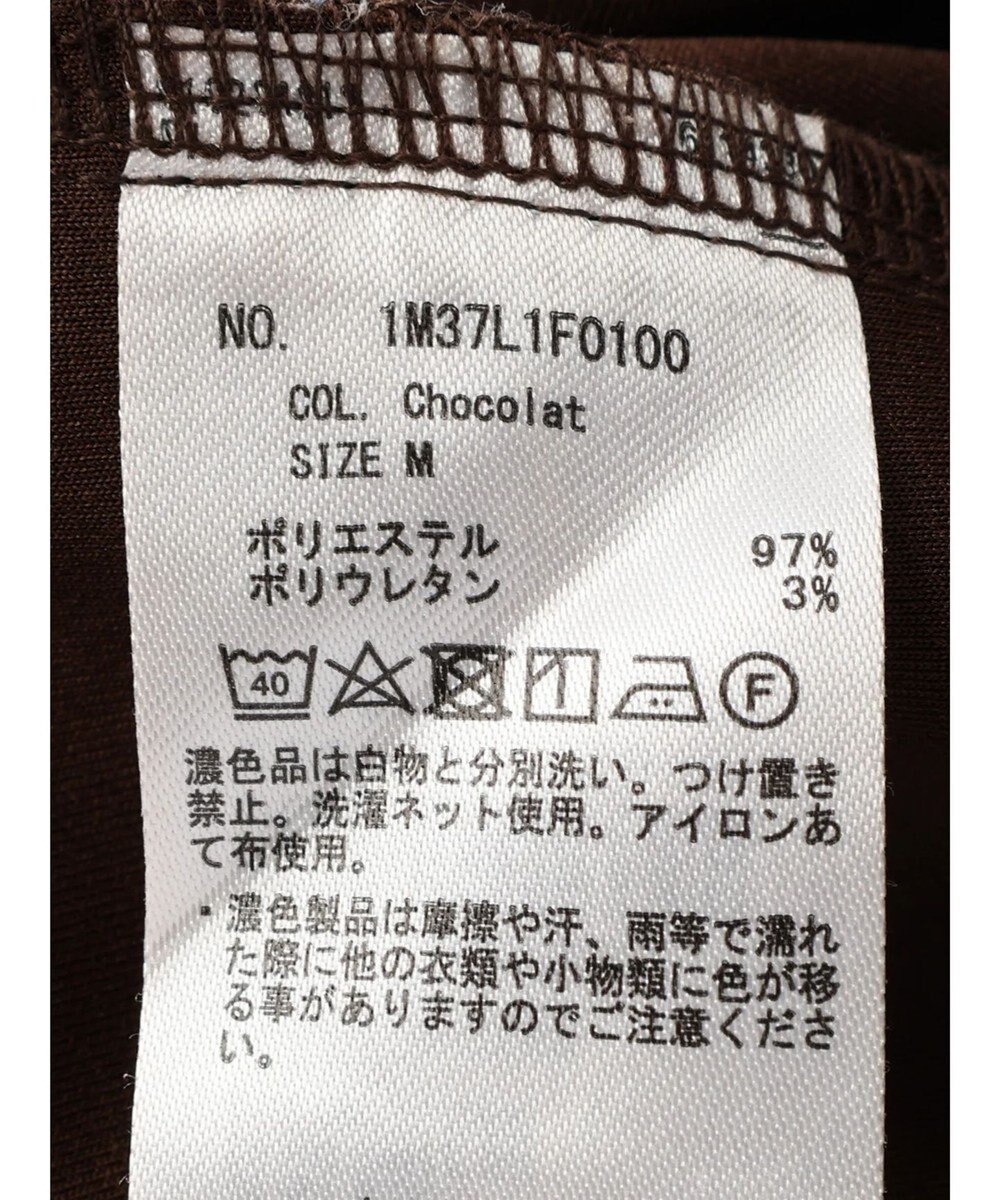 NO. 1M37L1F0100
COL. Chocolat
SIZE M
ポリエステル 97%
ポリウレタン 3%
40 F
濃色品は白物と分別洗い。つけ置き
禁止。洗濯ネット使用。アイロンあ
て布使用。
・濃色製品は摩擦や汗、雨等で濡れ
た際に他の衣類や小物類に色が移
る事がありますのでご注意くださ
い。